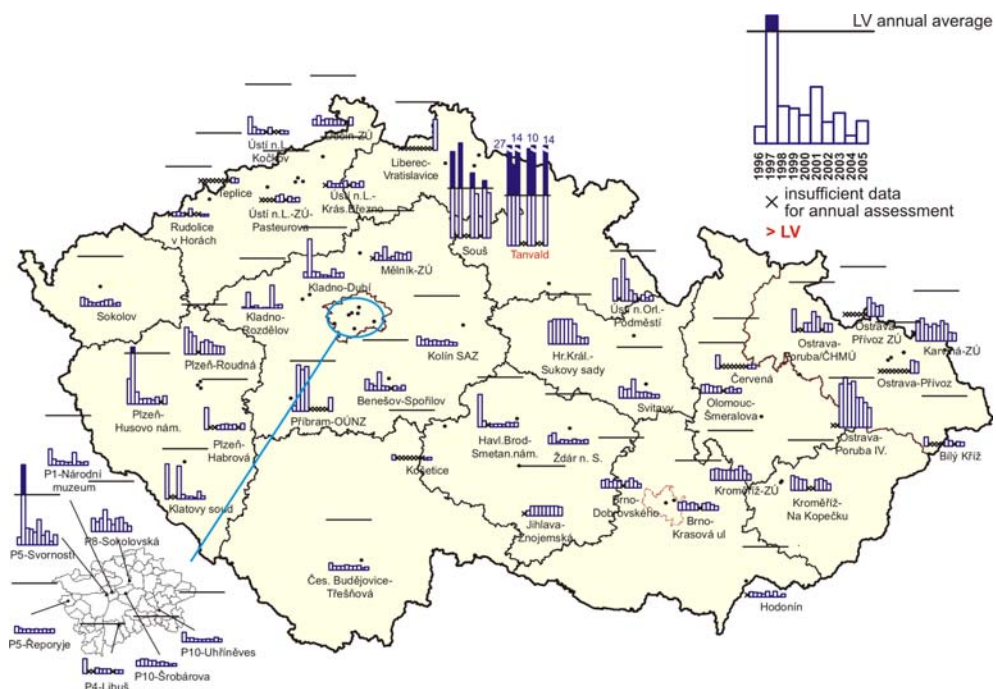 LV annual average
1996
1997
1998
1999
2000
2001
2002
2003
2004
2005
insufficient data
for annual assessment
> LV
Ústí n.L.
Kočkov
Děčín-ZÚ
Liberec-
Vratislavice
27
14
10
14
Teplice
Ústí n.L.-
Krás.Březno
Rudolice
v Horách
Ústí n.L.-ZÚ-
Pasteurova
Souš
Tanvald
Mělník-ZÚ
Kladno-Dubí
Sokolov
Kladno-
Rozdělov
Ústí n.Orl.-
Podměstí
Ostrava-
Poruba/ČHMÚ
Ostrava-
Přívoz ZÚ
Karviná-ZÚ
Kolín SAZ
Plzeň-Roudná
Hr.Král.-
Sukovy sady
Červená
Ostrava-Přívoz
Benešov-Spořilov
Svitavy
Olomouc-
Šmeralova
Plzeň-
Husovo nám.
Příbram-OÚNZ
Havl.Brod-
Smetan.nám.
Žďár n. S.
Ostrava-
Poruba IV.
Bílý Kříž
Plzeň-
Habrová
Košetice
Kroměříž-ZÚ
P1-Národní
muzeum
Klatovy soud
Brno-
Dobrovského
Kroměříž-
Na Kopečku
P8-Sokolovská
Jihlava-
Znojemská
Brno-
Krasová ul
P5-Svornosti
Čes. Budějovice-
Třešňová
Hodonín
P5-Řeporyje
P10-Uhříněves
P4-Libuš
P10-Šrobárova